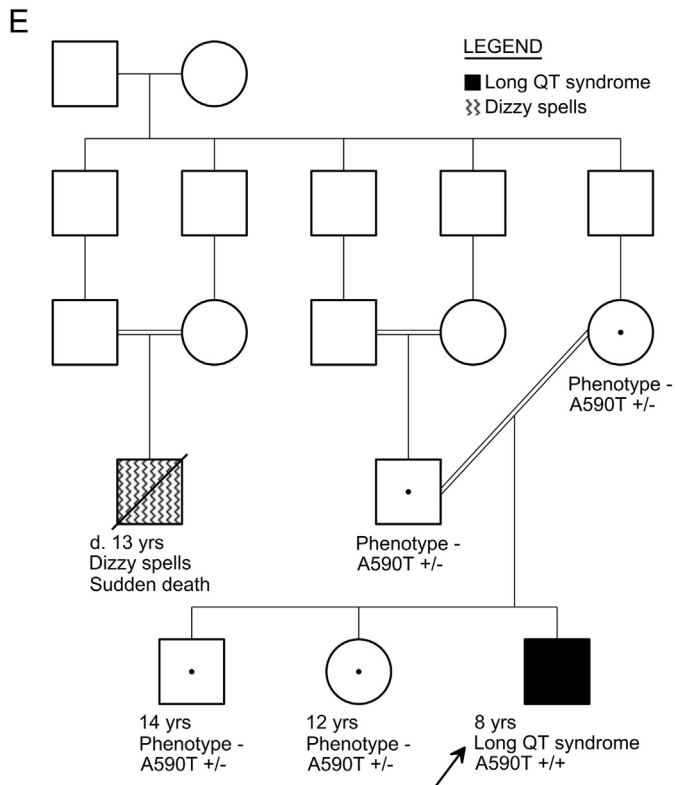 E
LEGEND
Long QT syndrome
Dizzy spells
Phenotype -
A590T +/-
d. 13 yrs
Dizzy spells
Sudden death
Phenotype -
A590T +/-
14 yrs
Phenotype -
A590T +/-
12 yrs
Phenotype -
A590T +/-
8 yrs
Long QT syndrome
A590T +/+